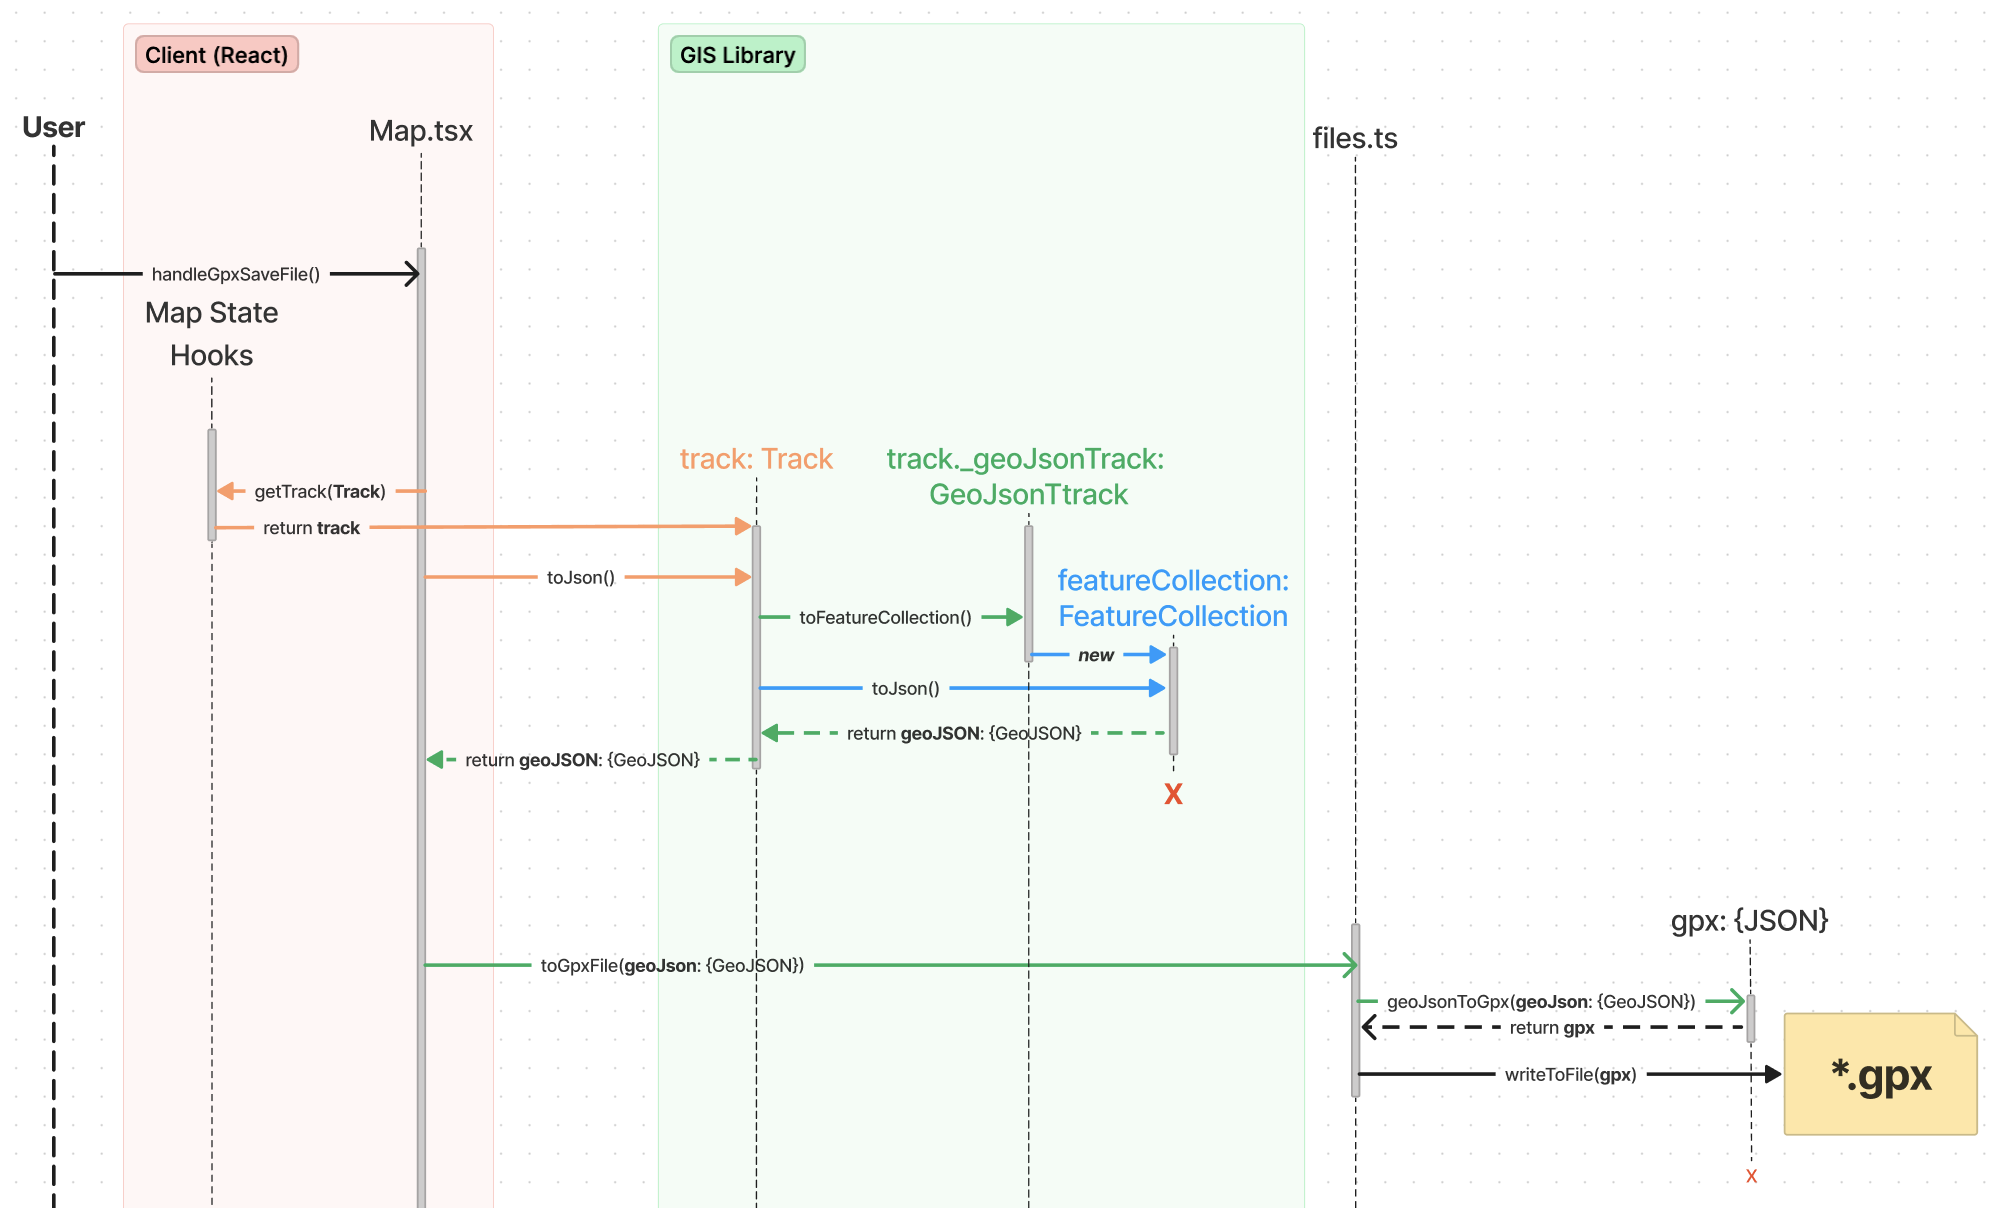 Client (React)
GIS Library
User
Map.tsx
files.ts
handleGpxSaveFile()
Map State
Hooks
track: Track
track._geoJsonTrack:
GeoJsonTtrack
getTrack(Track)
return track
toJson()
featureCollection:
FeatureCollection
toFeatureCollection()
new
toJson()
return geoJSON: {GeoJSON}
return geoJSON: {GeoJSON}
X
gpx: {JSON}
toGpxFile(geoJson: {GeoJSON})
geoJsonToGpx(geoJson: {GeoJSON})
return gpx
writeToFile(gpx)
*.gpx
X